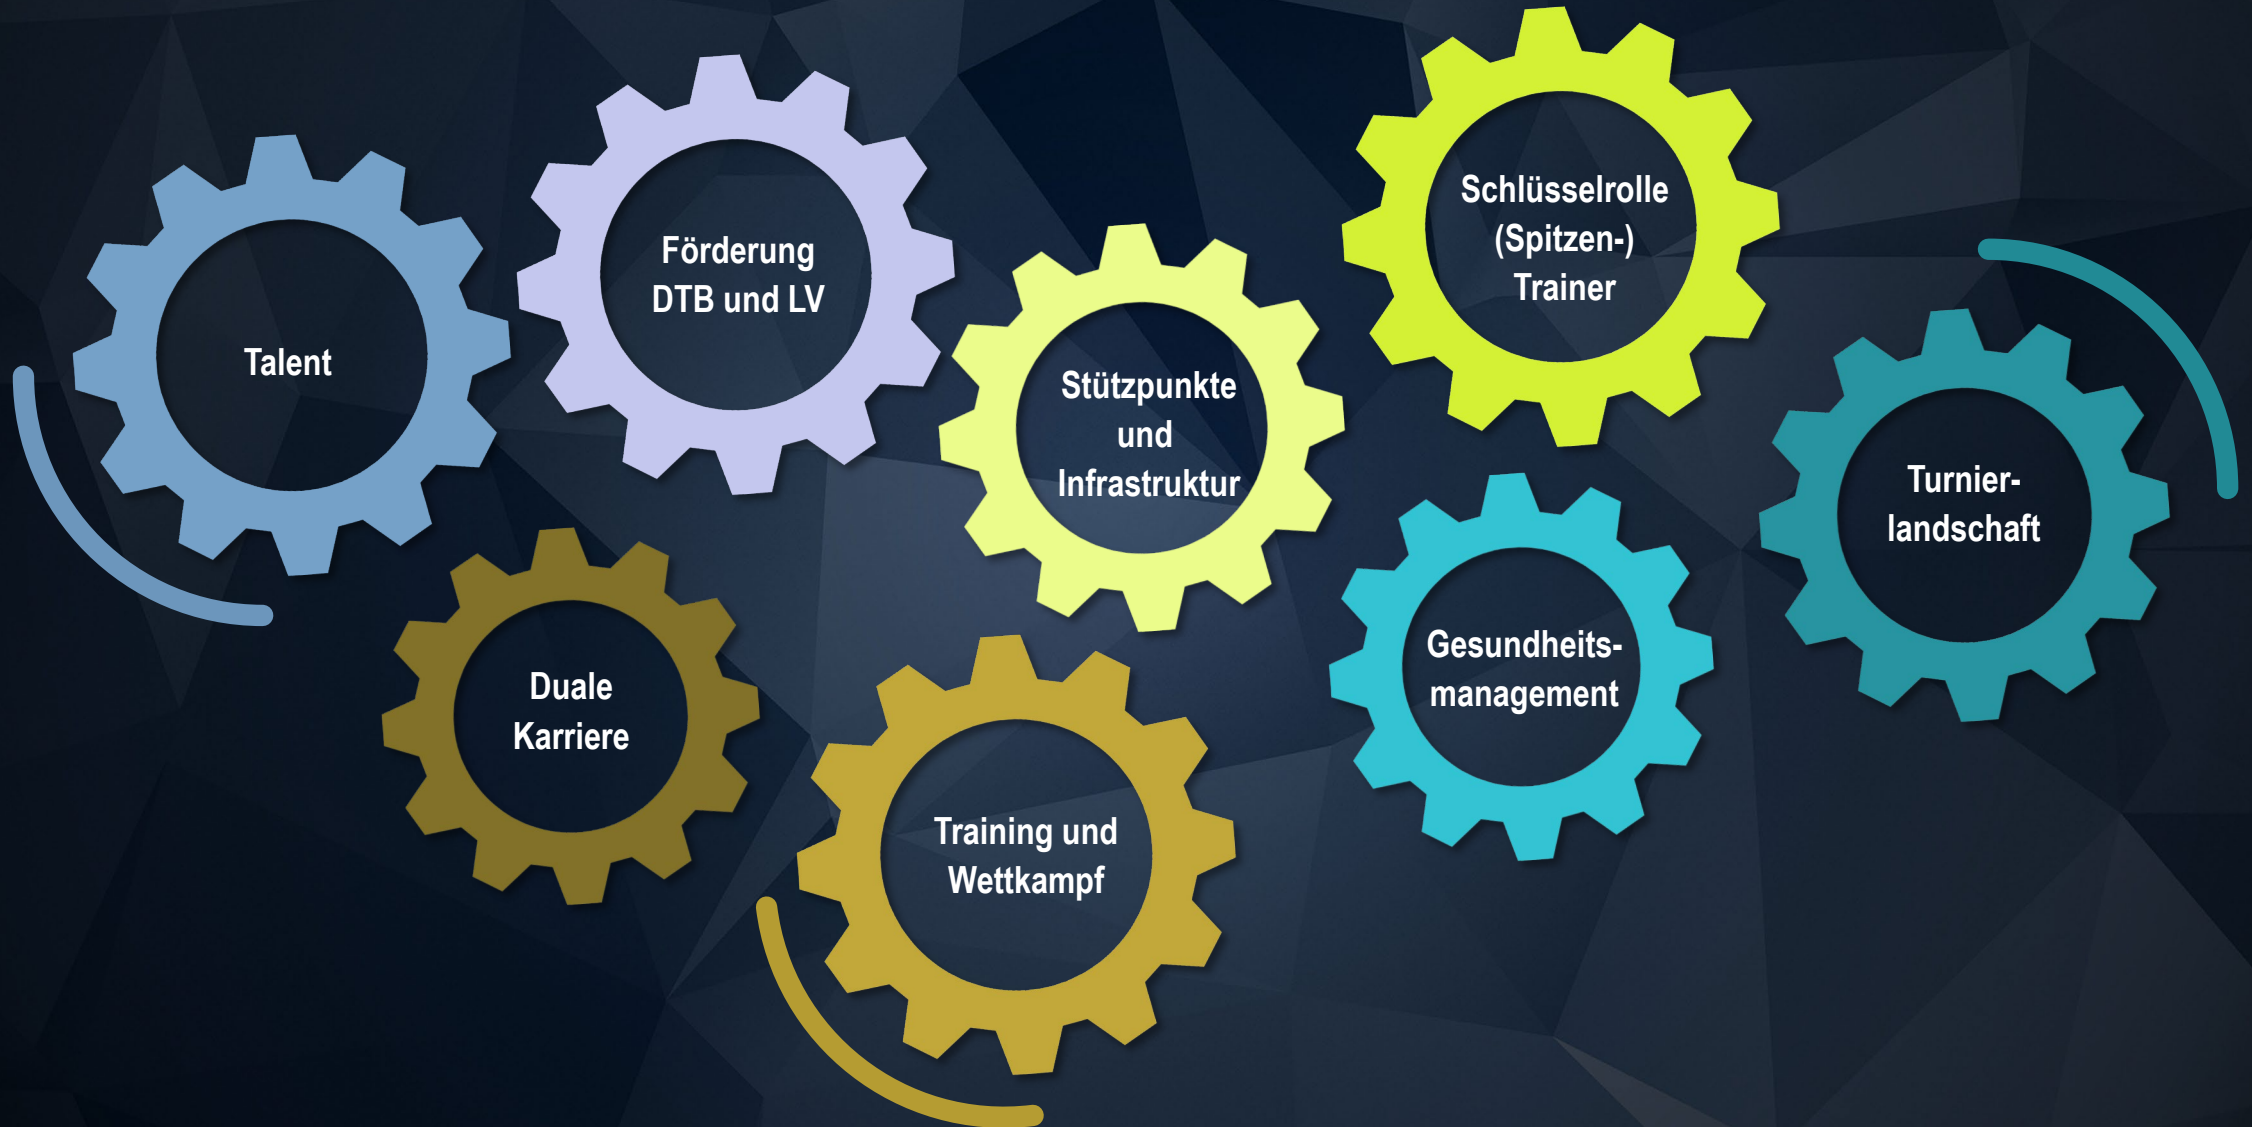 Talent
Förderung
DTB und LV
Stützpunkte
und
Infrastruktur
Schlüsselrolle
(Spitzen-)
Trainer
Turnier-
landschaft
Duale
Karriere
Training und
Wettkampf
Gesundheits-
management